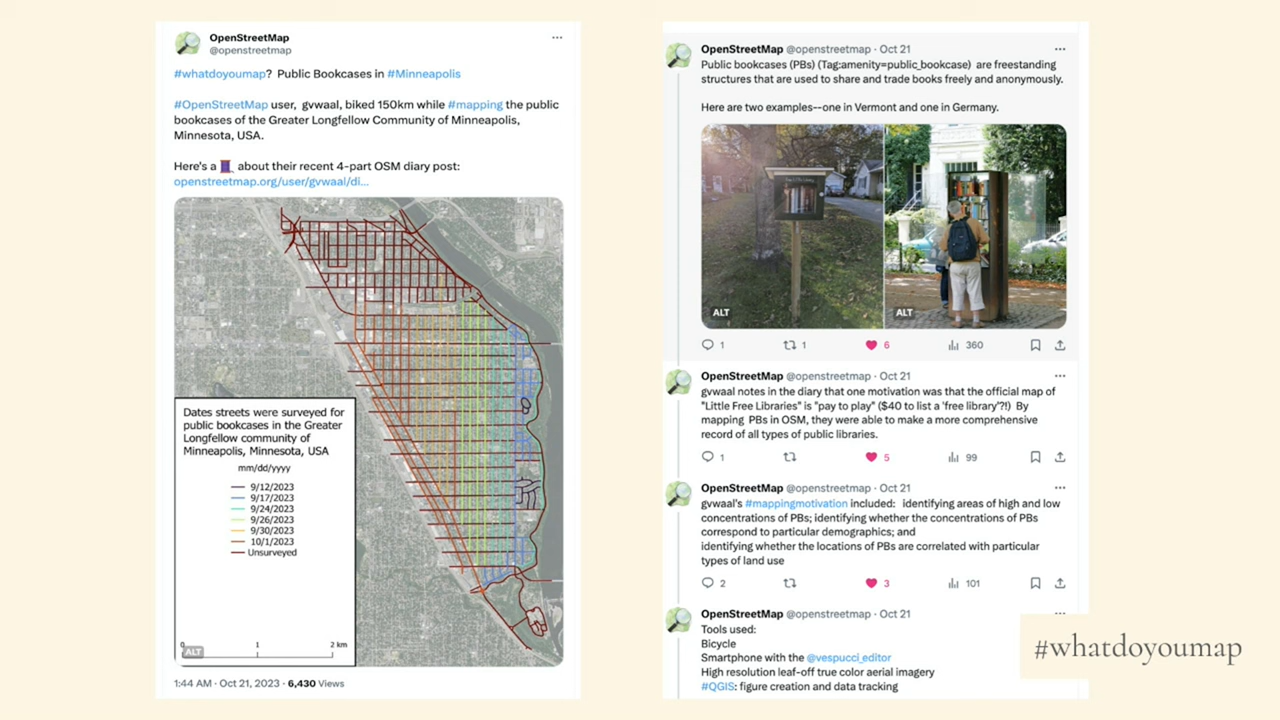 OpenStreetMap
@openstreetmap
#whatdoyoumap? Public Bookcases in #Minneapolis
#OpenStreetMap user, gvwaal, biked 150km while #mapping the public
bookcases of the Greater Longfellow Community of Minneapolis,
Minnesota, USA.
Here's a 🧵 about their recent 4-part OSM diary post:
openstreetmap.org/user/gvwaal/di...
Dates streets were surveyed for
public bookcases in the Greater
Longfellow community of
Minneapolis, Minnesota, USA
mm/dd/yyyy
9/12/2023
9/17/2023
9/24/2023
9/26/2023
9/30/2023
10/1/2023
Unsurveyed
0 1 2 km
ALT
1:44 AM · Oct 21, 2023 · 6,430 Views
OpenStreetMap @openstreetmap · Oct 21
Public bookcases (PBs) (Tag:amenity=public_bookcase) are freestanding
structures that are used to share and trade books freely and anonymously.
Here are two examples--one in Vermont and one in Germany.
ALT ALT
1 1 6 360
OpenStreetMap @openstreetmap · Oct 21
gvwaal notes in the diary that one motivation was that the official map of
"Little Free Libraries" is "pay to play" ($40 to list a 'free library'?!) By
mapping PBs in OSM, they were able to make a more comprehensive
record of all types of public libraries.
1 5 99
OpenStreetMap @openstreetmap · Oct 21
gvwaal's #mappingmotivation included: identifying areas of high and low
concentrations of PBs; identifying whether the concentrations of PBs
correspond to particular demographics; and
identifying whether the locations of PBs are correlated with particular
types of land use
2 3 101
OpenStreetMap @openstreetmap · Oct 21
Tools used:
Bicycle
Smartphone with the @vespucci_editor
High resolution leaf-off true color aerial imagery
#QGIS: figure creation and data tracking
#whatdoyoumap